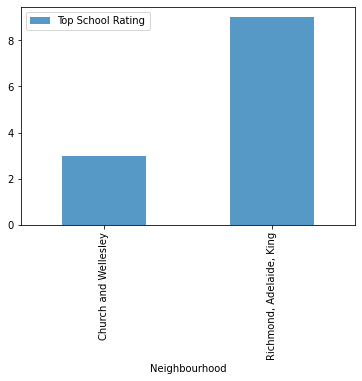 Top School Rating
8
6
4
2
0
Church and Wellesley
Richmond, Adelaide, King
Neighbourhood